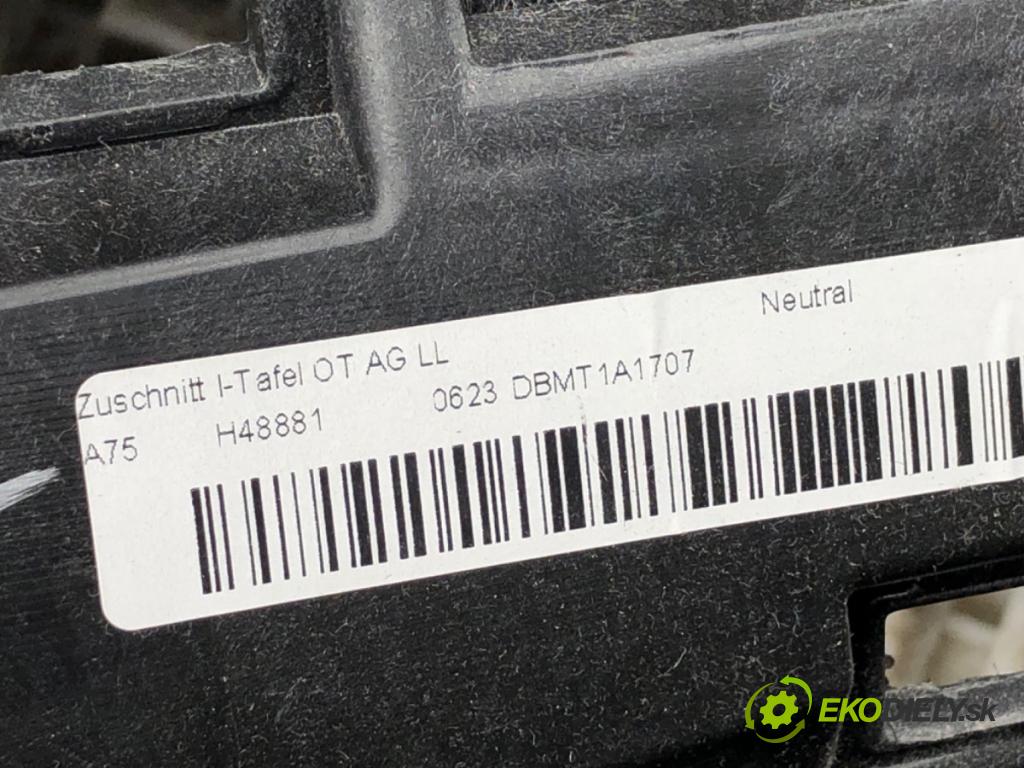 Neutral
Zuschnitt I-Tafel OT AG LL
A75 H48881 0623 DBMT1A1707
EKODIELY.sk